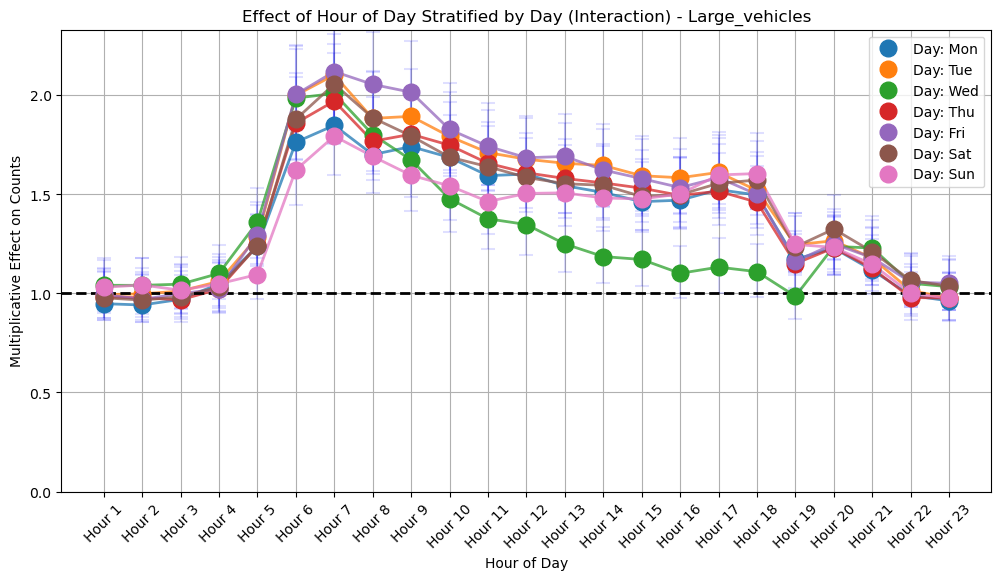 Effect of Hour of Day Stratified by Day (Interaction) - Large_vehicles
Multiplicative Effect on Counts
2.0
1.5
1.0
0.5
0.0
Day: Mon
Day: Tue
Day: Wed
Day: Thu
Day: Fri
Day: Sat
Day: Sun
Hour 1
Hour 2
Hour 3
Hour 4
Hour 5
Hour 6
Hour 7
Hour 8
Hour 9
Hour 10
Hour 11
Hour 12
Hour 13
Hour 14
Hour 15
Hour 16
Hour 17
Hour 18
Hour 19
Hour 20
Hour 21
Hour 22
Hour 23
Hour of Day